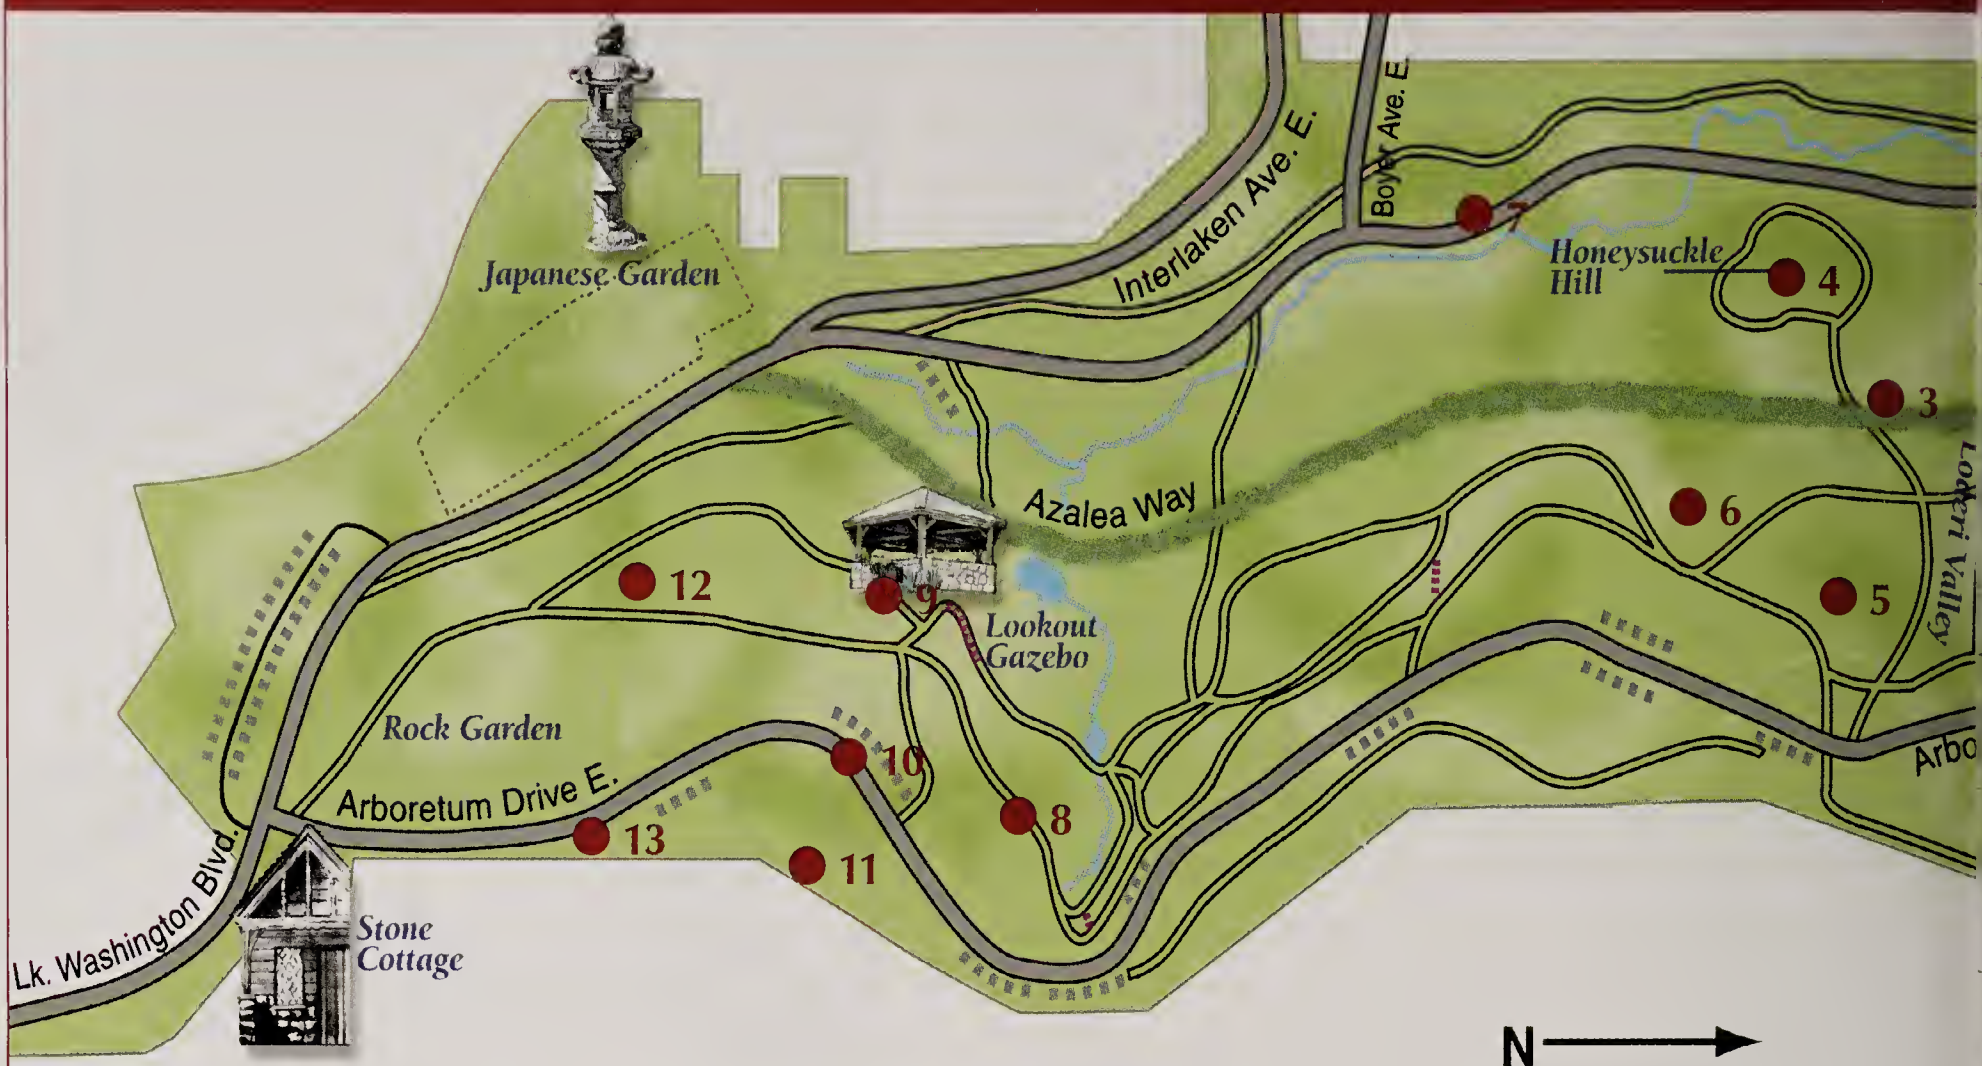 Interlaken Ave. E.
Boyer Ave. E.
7
Japanese Garden
Honeysuckle
Hill
4
3
Azalea Way
Loderi Valley
6
5
12
9
Lookout
Gazebo
Rock Garden
10
Arboretum Drive E.
8
13
11
Arbo
Lk. Washington Blvd.
Stone
Cottage
N